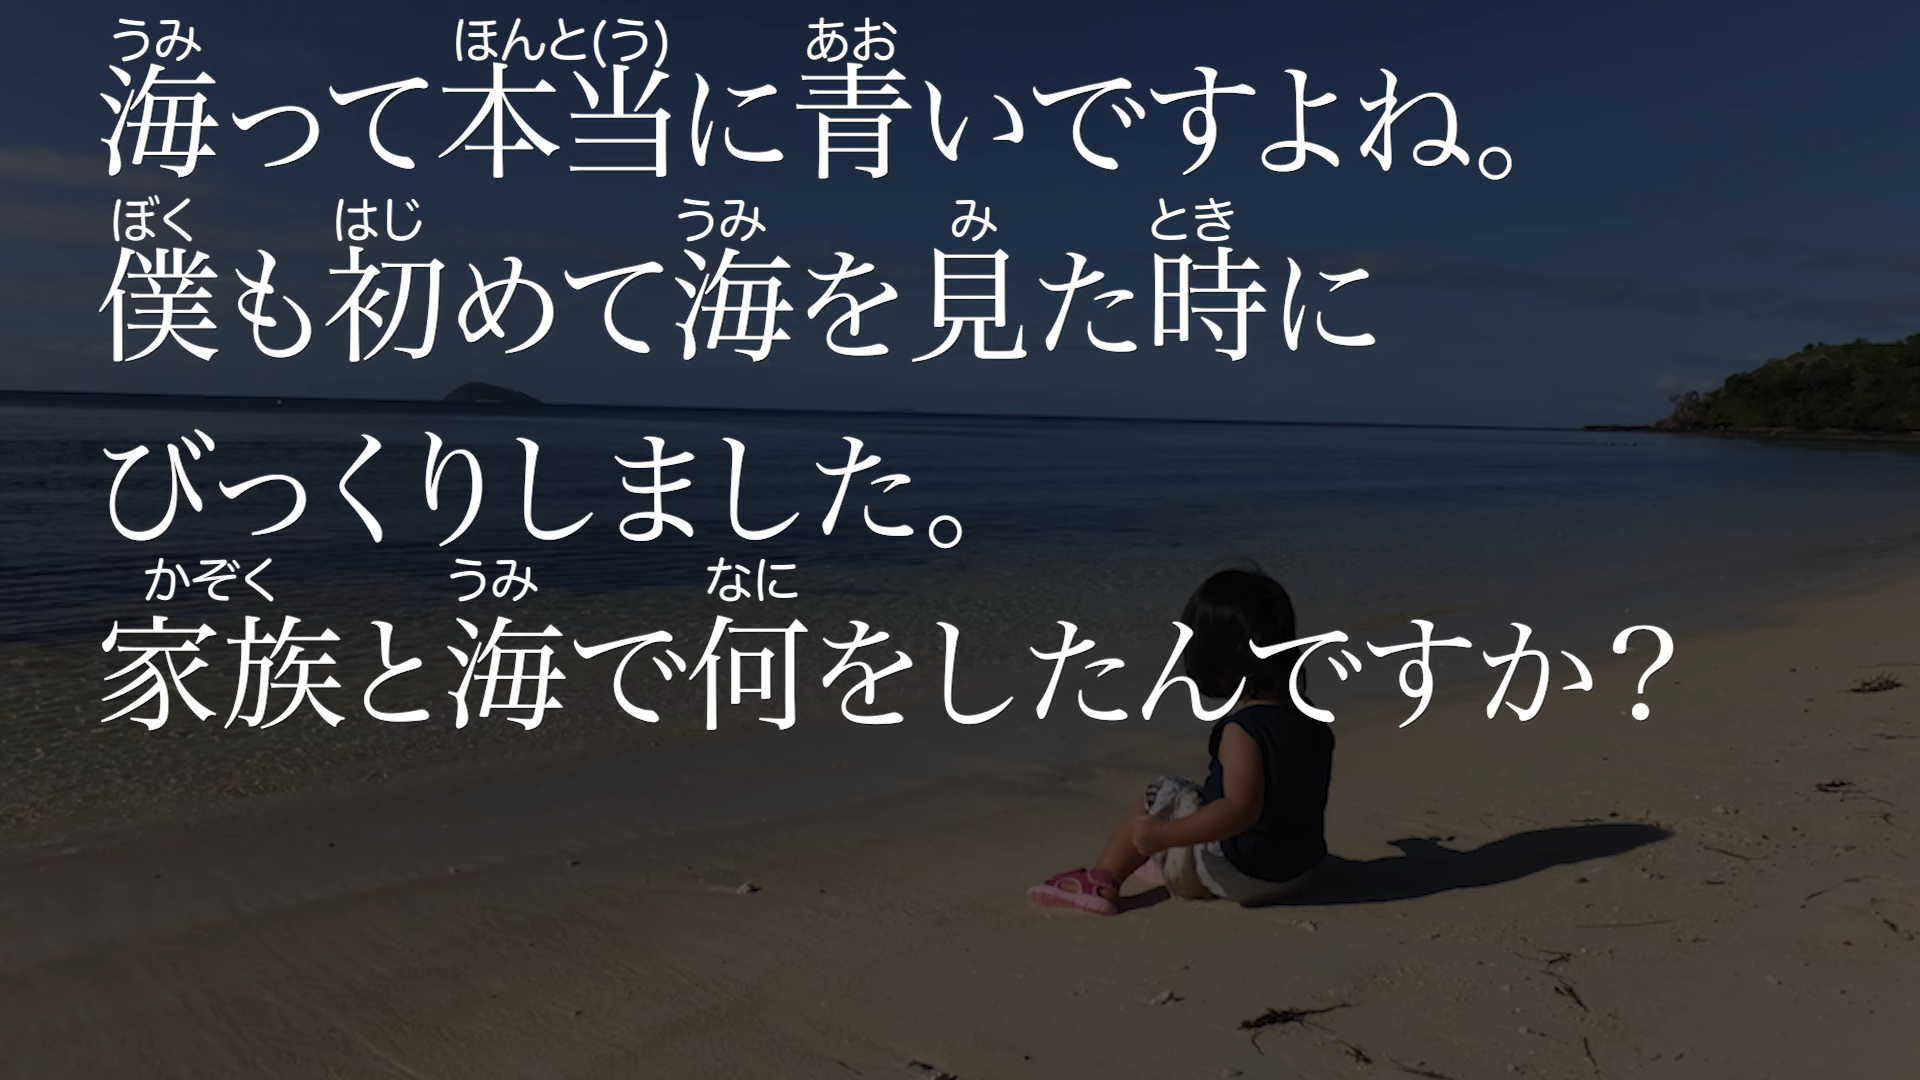 うみ ほんと(う) あお
海って本当に青いですよね。
ぼく はじ うみ み とき
僕も初めて海を見た時に
びっくりしました。
かぞく うみ なに
家族と海で何をしたんですか？